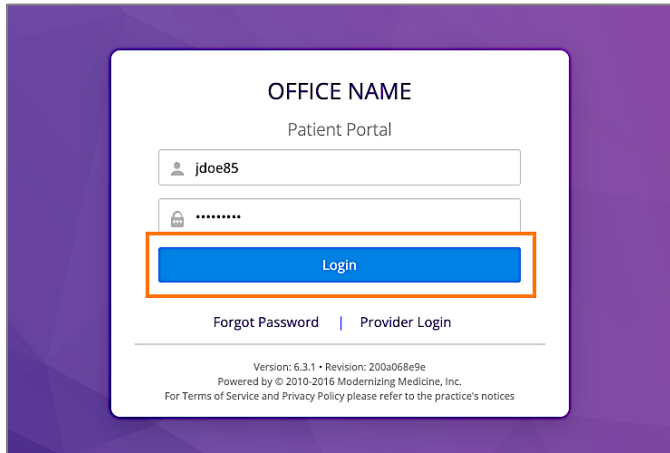 OFFICE NAME
Patient Portal
jdoe85
•••••••••
Login
Forgot Password | Provider Login
Version: 6.3.1 • Revision: 200a068e9e
Powered by © 2010-2016 Modernizing Medicine, Inc.
For Terms of Service and Privacy Policy please refer to the practice's notices